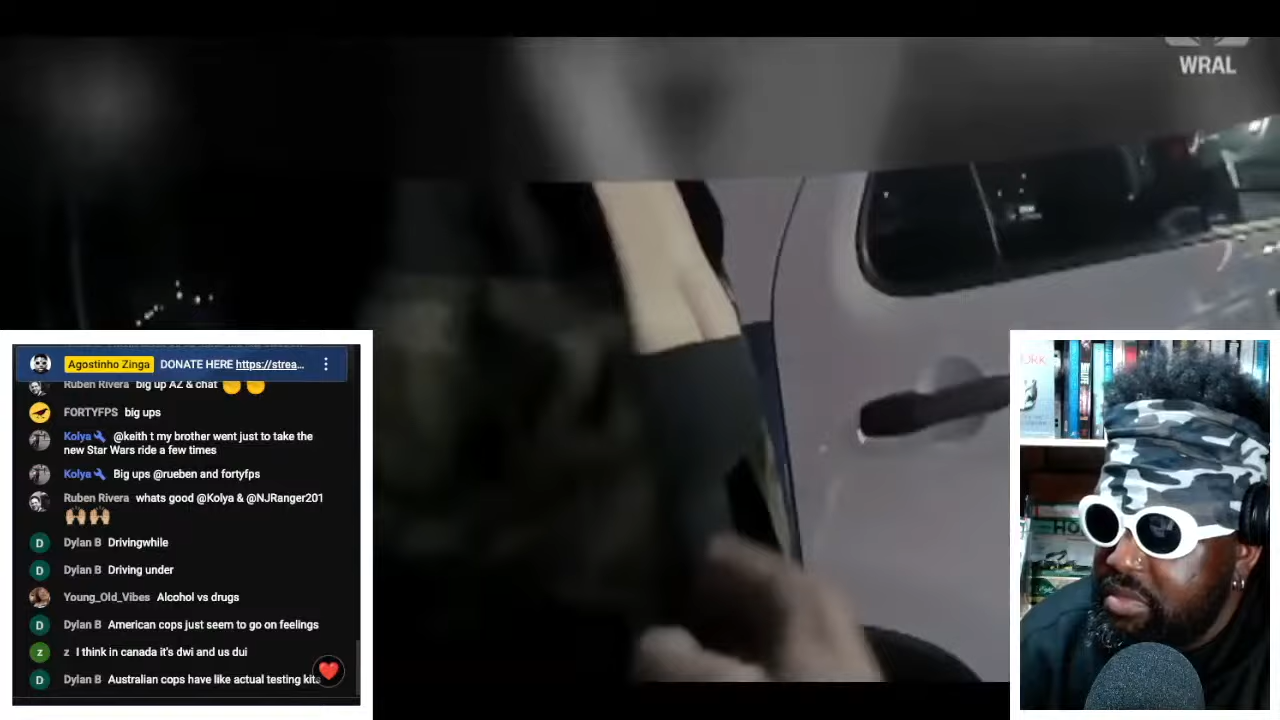 WRAL
Agostinho Zinga DONATE HERE https://strea...
Ruben Rivera big up AZ & chat
FORTYFPS big ups
Kolya @keith t my brother went just to take the
new Star Wars ride a few times
Kolya Big ups @rueben and fortyfps
Ruben Rivera whats good @Kolya & @NJRanger201
D Dylan B Drivingwhile
D Dylan B Driving under
Young_Old_Vibes Alcohol vs drugs
D Dylan B American cops just seem to go on feelings
z z I think in canada it's dwi and us dui
D Dylan B Australian cops have like actual testing kits